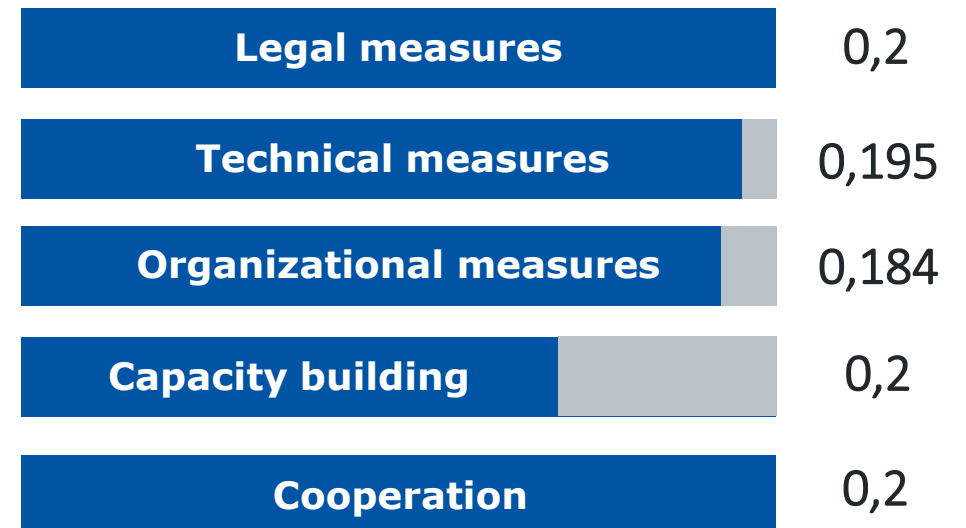 Legal measures 0,2
Technical measures 0,195
Organizational measures 0,184
Capacity building 0,2
Cooperation 0,2